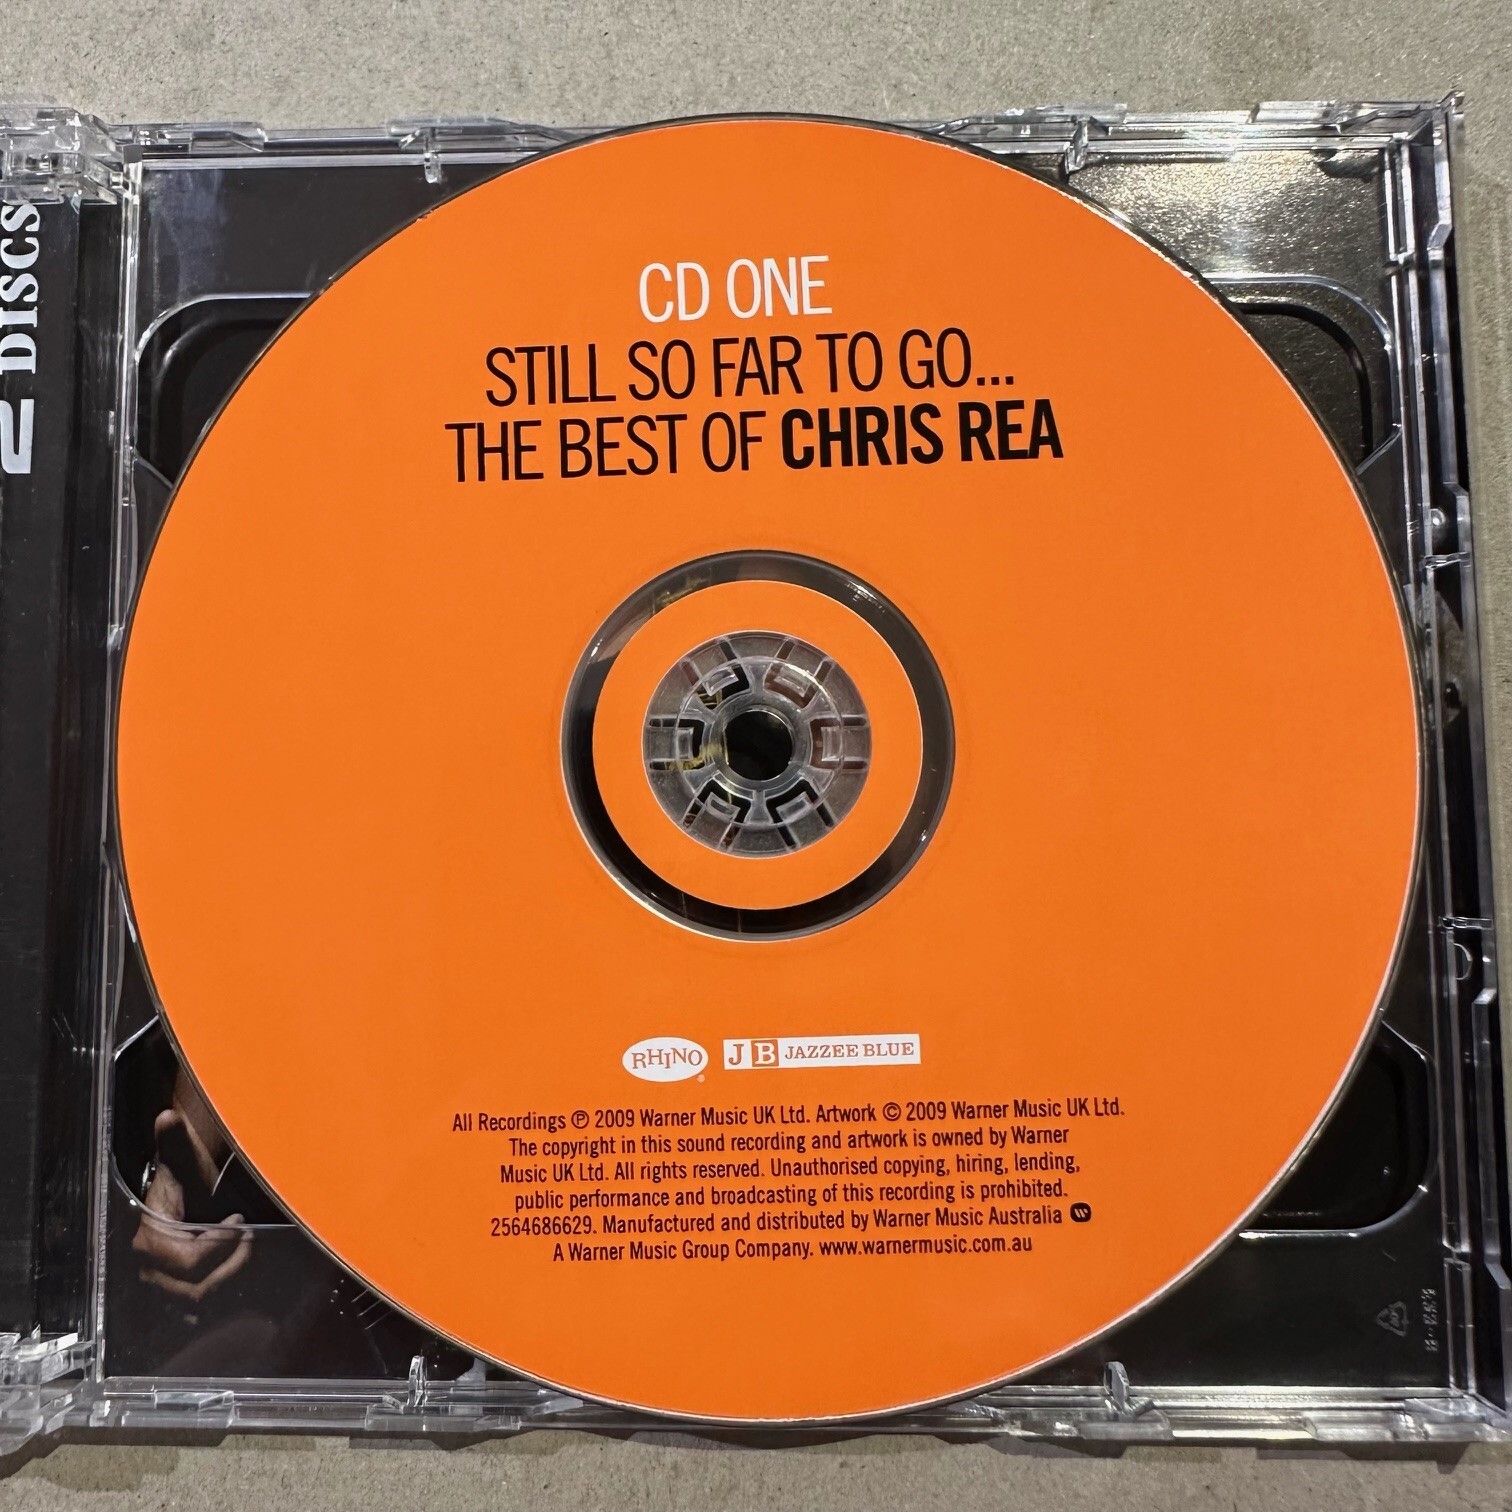 2 DISCS
CD ONE
STILL SO FAR TO GO...
THE BEST OF CHRIS REA
RHINO ®
J B JAZZEE BLUE
All Recordings ℗ 2009 Warner Music UK Ltd. Artwork © 2009 Warner Music UK Ltd.
The copyright in this sound recording and artwork is owned by Warner
Music UK Ltd. All rights reserved. Unauthorised copying, hiring, lending,
public performance and broadcasting of this recording is prohibited.
2564686629. Manufactured and distributed by Warner Music Australia
A Warner Music Group Company. www.warnermusic.com.au